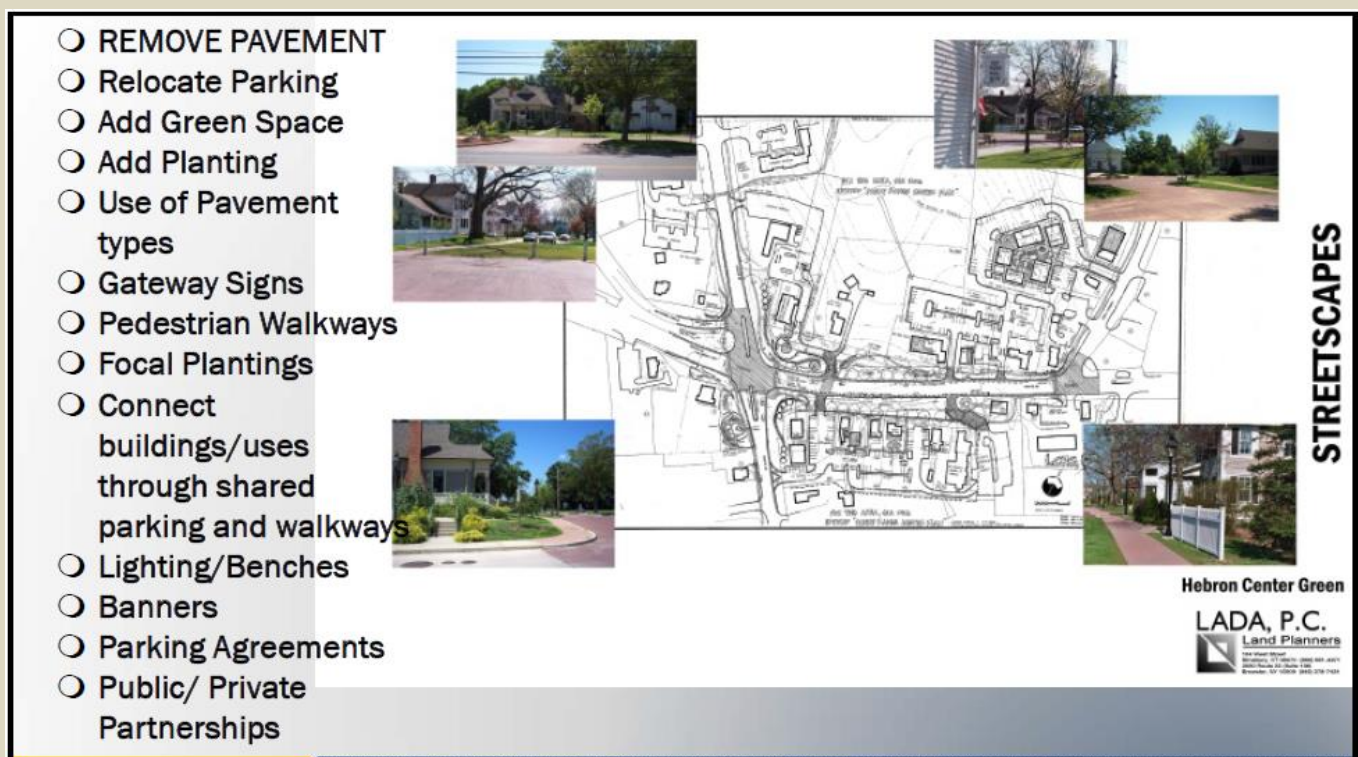 REMOVE PAVEMENT
Relocate Parking
Add Green Space
Add Planting
Use of Pavement
types
Gateway Signs
Pedestrian Walkways
Focal Plantings
Connect
buildings/uses
through shared
parking and walkways
Lighting/Benches
Banners
Parking Agreements
Public/ Private
Partnerships
STREETSCAPES
Hebron Center Green
LADA, P.C.
Land Planners